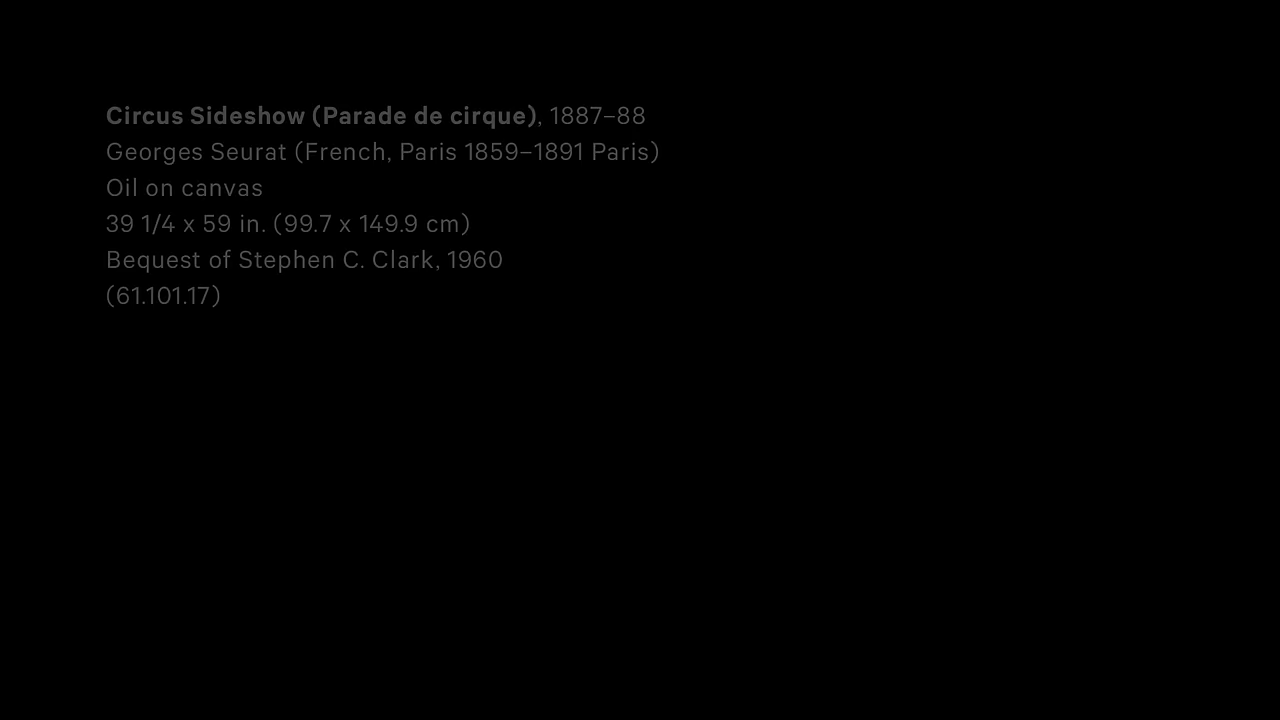 Circus Sideshow (Parade de cirque), 1887–88
Georges Seurat (French, Paris 1859–1891 Paris)
Oil on canvas
39 1/4 x 59 in. (99.7 x 149.9 cm)
Bequest of Stephen C. Clark, 1960
(61.101.17)